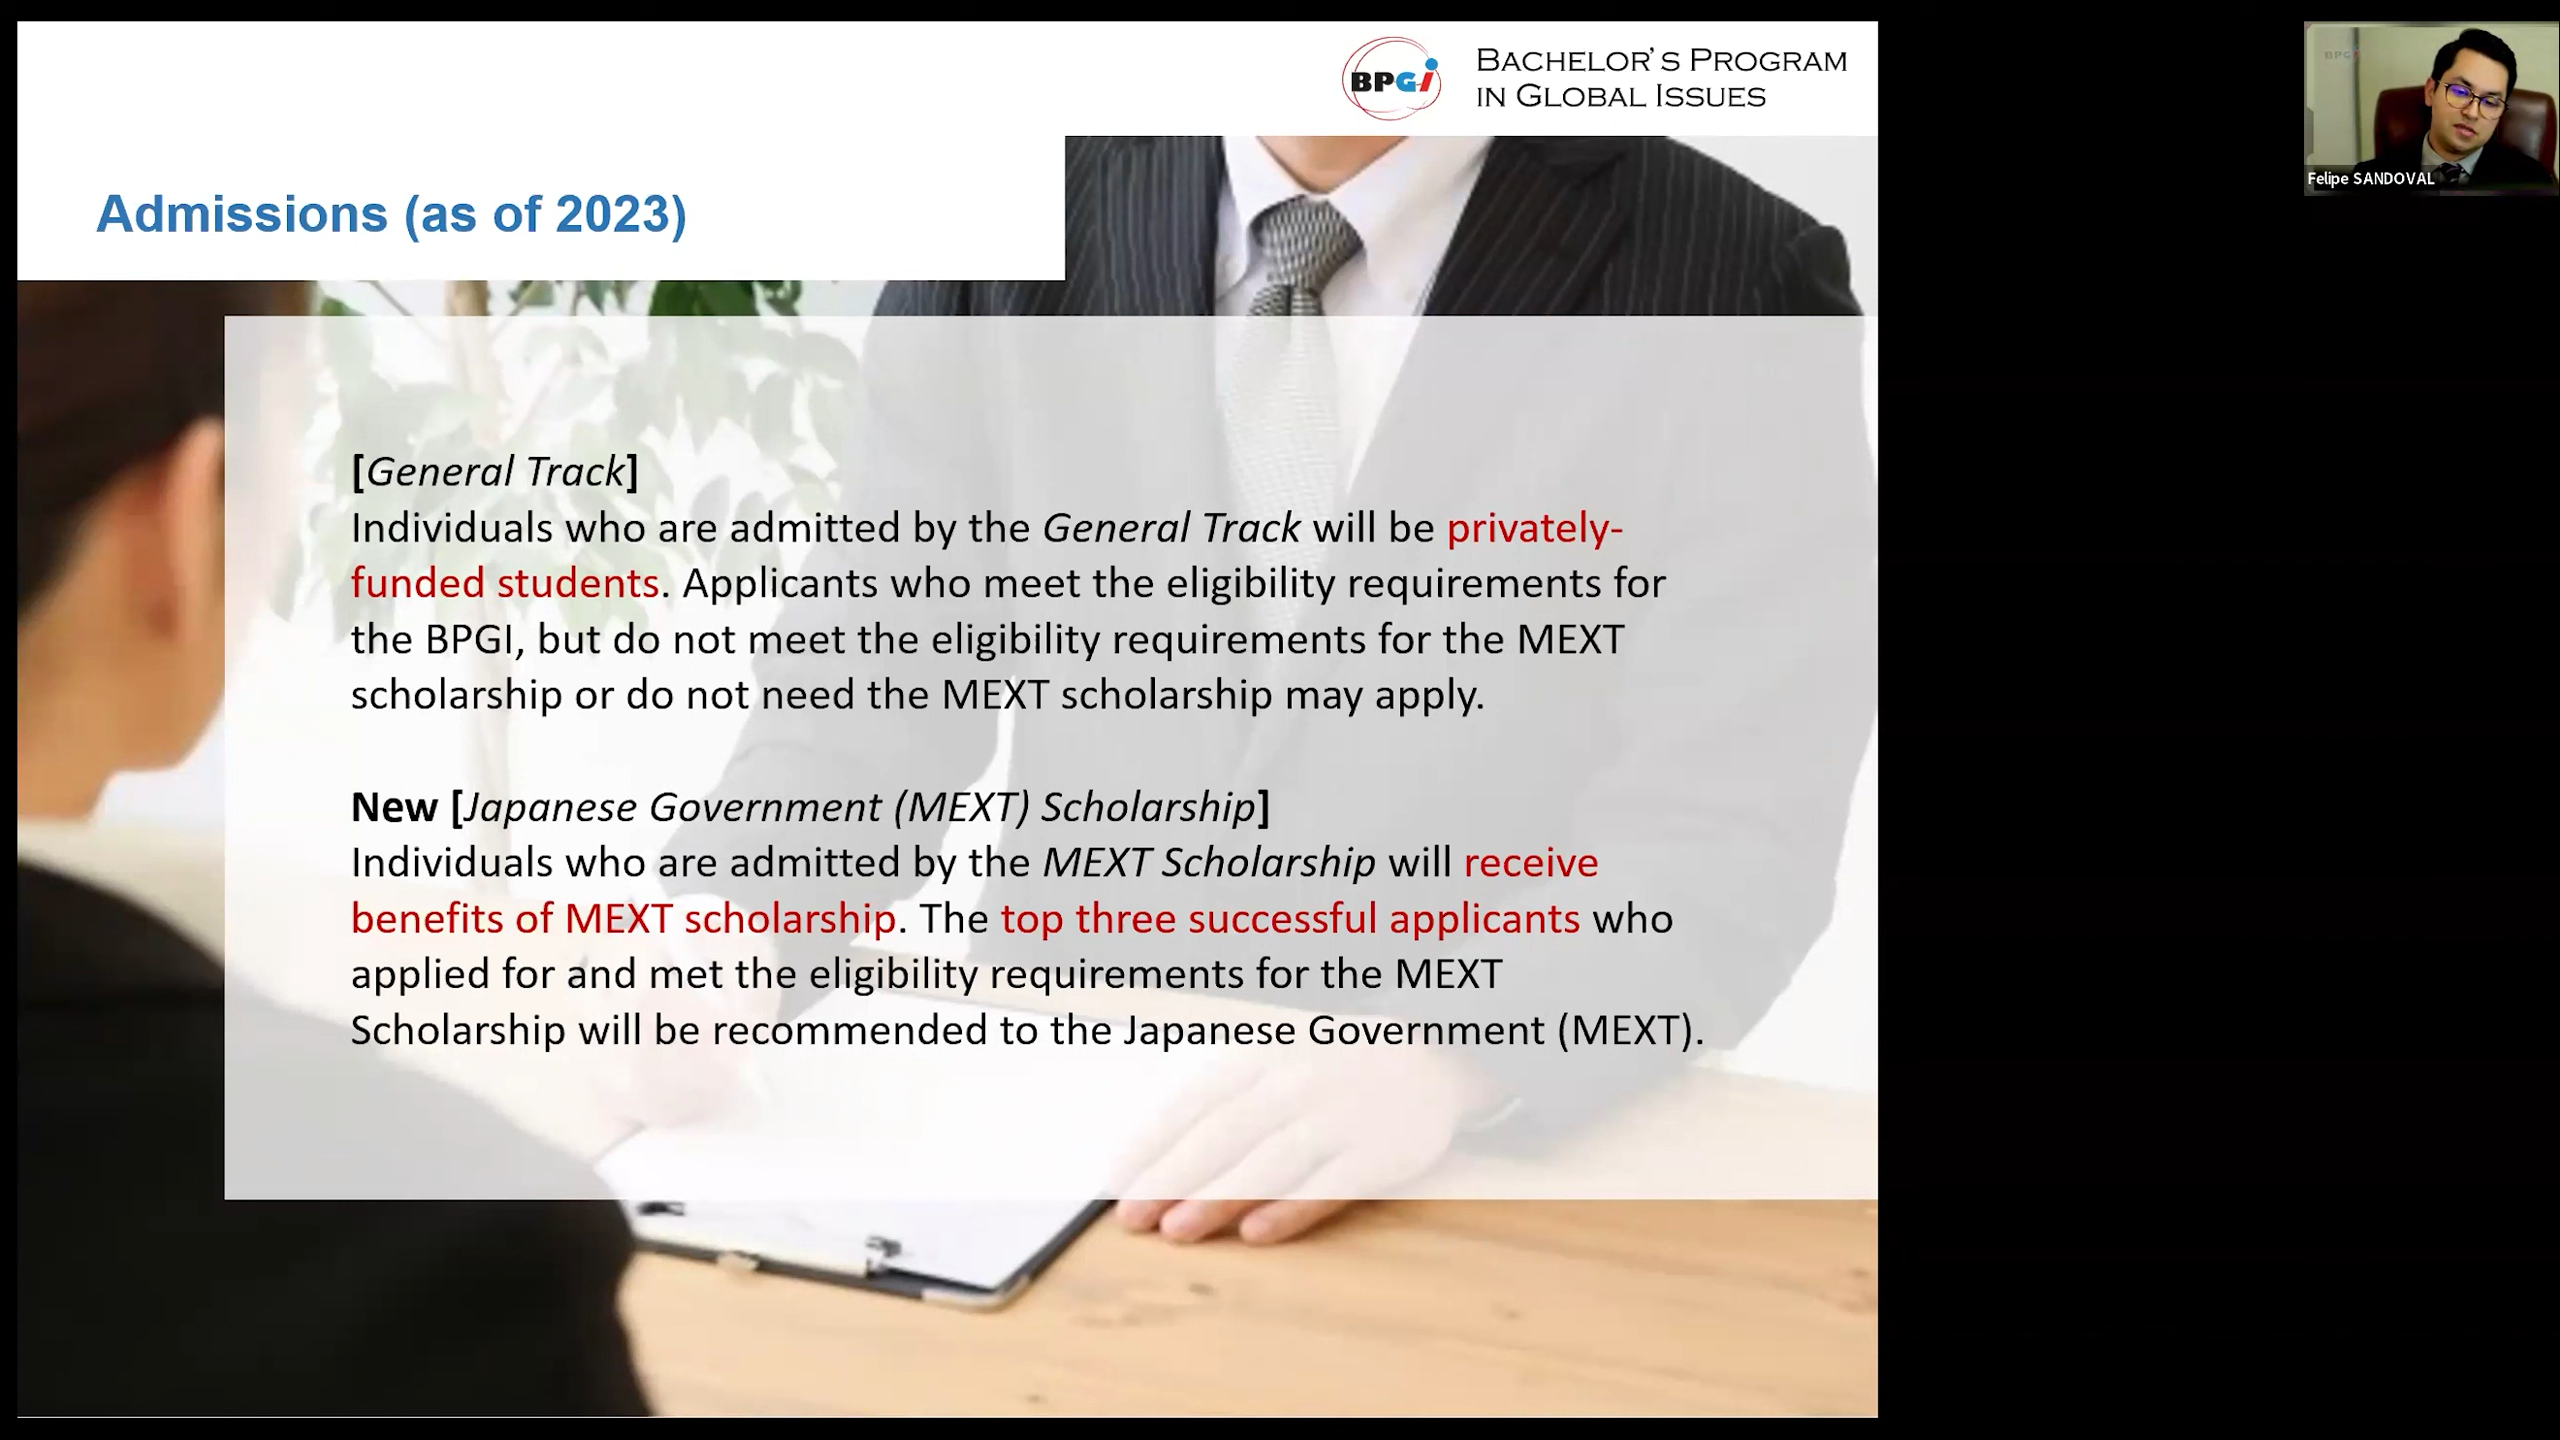 BPGi
BACHELOR'S PROGRAM
IN GLOBAL ISSUES
Felipe SANDOVAL
Admissions (as of 2023)
[General Track]
Individuals who are admitted by the General Track will be privately-
funded students. Applicants who meet the eligibility requirements for
the BPGI, but do not meet the eligibility requirements for the MEXT
scholarship or do not need the MEXT scholarship may apply.
New [Japanese Government (MEXT) Scholarship]
Individuals who are admitted by the MEXT Scholarship will receive
benefits of MEXT scholarship. The top three successful applicants who
applied for and met the eligibility requirements for the MEXT
Scholarship will be recommended to the Japanese Government (MEXT).